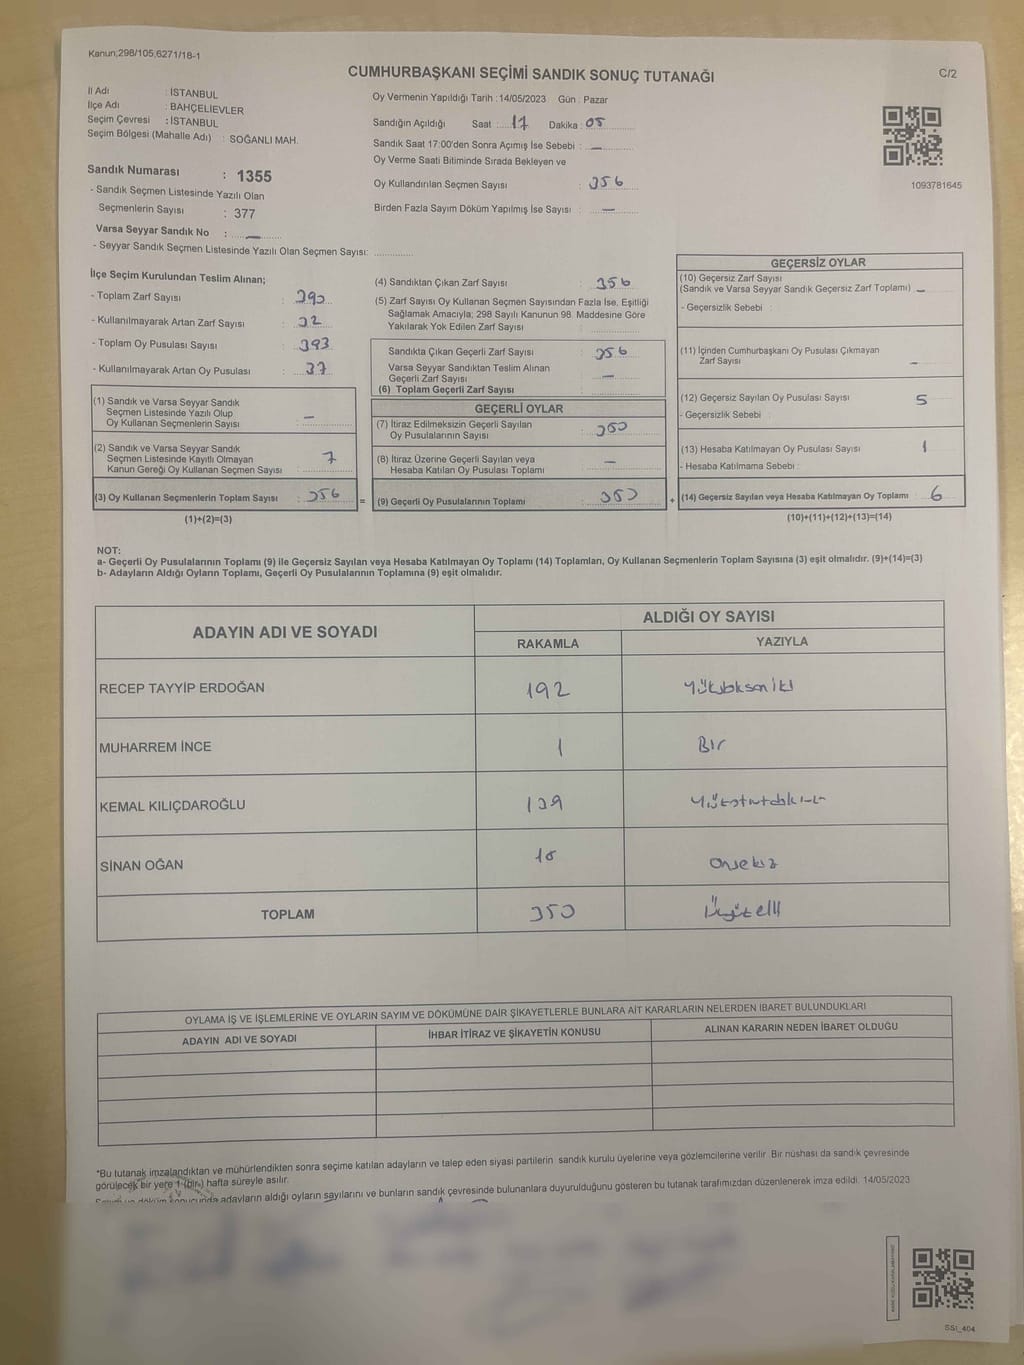 Kanun;298/105,6271/18-1
CUMHURBAŞKANI SEÇİMİ SANDIK SONUÇ TUTANAĞI
C/2
İl Adı : İSTANBUL
İlçe Adı : BAHÇELİEVLER
Seçim Çevresi : İSTANBUL
Seçim Bölgesi (Mahalle Adı) : SOĞANLI MAH.
Oy Vermenin Yapıldığı Tarih : 14/05/2023 Gün : Pazar
Sandığın Açıldığı Saat : 17 Dakika : 05
Sandık Saat 17:00'den Sonra Açımış İse Sebebi : —
Oy Verme Saati Bitiminde Sırada Bekleyen ve
Oy Kullandırılan Seçmen Sayısı : 356
Birden Fazla Sayım Döküm Yapılmış İse Sayısı : —
1093781645
Sandık Numarası : 1355
- Sandık Seçmen Listesinde Yazılı Olan
Seçmenlerin Sayısı : 377
Varsa Seyyar Sandık No : —
- Seyyar Sandık Seçmen Listesinde Yazılı Olan Seçmen Sayısı:
İlçe Seçim Kurulundan Teslim Alınan;
- Toplam Zarf Sayısı : 390
- Kullanılmayarak Artan Zarf Sayısı : 32
- Toplam Oy Pusulası Sayısı : 393
- Kullanılmayarak Artan Oy Pusulası : 37
(1) Sandık ve Varsa Seyyar Sandık
Seçmen Listesinde Yazılı Olup
Oy Kullanan Seçmenlerin Sayısı : —
(2) Sandık ve Varsa Seyyar Sandık
Seçmen Listesinde Kayıtlı Olmayan
Kanun Gereği Oy Kullanan Seçmen Sayısı : 7
(3) Oy Kullanan Seçmenlerin Toplam Sayısı : 356 =
(1)+(2)=(3)
(4) Sandıktan Çıkan Zarf Sayısı : 356
(5) Zarf Sayısı Oy Kullanan Seçmen Sayısından Fazla İse, Eşitliği
Sağlamak Amacıyla; 298 Sayılı Kanunun 98. Maddesine Göre
Yakılarak Yok Edilen Zarf Sayısı :
Sandıkta Çıkan Geçerli Zarf Sayısı : 356
Varsa Seyyar Sandıktan Teslim Alınan
Geçerli Zarf Sayısı : —
(6) Toplam Geçerli Zarf Sayısı :
GEÇERLİ OYLAR
(7) İtiraz Edilmeksizin Geçerli Sayılan
Oy Pusulalarının Sayısı : 350
(8) İtiraz Üzerine Geçerli Sayılan veya
Hesaba Katılan Oy Pusulası Toplamı : —
(9) Geçerli Oy Pusulalarının Toplamı : 350 +
GEÇERSİZ OYLAR
(10) Geçersiz Zarf Sayısı
(Sandık ve Varsa Seyyar Sandık Geçersiz Zarf Toplamı) : —
- Geçersizlik Sebebi :
(11) İçinden Cumhurbaşkanı Oy Pusulası Çıkmayan
Zarf Sayısı : —
(12) Geçersiz Sayılan Oy Pusulası Sayısı : 5
- Geçersizlik Sebebi :
(13) Hesaba Katılmayan Oy Pusulası Sayısı : 1
- Hesaba Katılmama Sebebi :
(14) Geçersiz Sayılan veya Hesaba Katılmayan Oy Toplamı : 6
(10)+(11)+(12)+(13)=(14)
NOT:
a- Geçerli Oy Pusulalarının Toplamı (9) ile Geçersiz Sayılan veya Hesaba Katılmayan Oy Toplamı (14) Toplamları, Oy Kullanan Seçmenlerin Toplam Sayısına (3) eşit olmalıdır. (9)+(14)=(3)
b- Adayların Aldığı Oyların Toplamı, Geçerli Oy Pusulalarının Toplamına (9) eşit olmalıdır.
ADAYIN ADI VE SOYADI
ALDIĞI OY SAYISI
RAKAMLA YAZIYLA
RECEP TAYYİP ERDOĞAN 192
MUHARREM İNCE 1 Bir
KEMAL KILIÇDAROĞLU 139
SİNAN OĞAN 18 Onsekiz
TOPLAM 350 Üçyüzelli
OYLAMA İŞ VE İŞLEMLERİNE VE OYLARIN SAYIM VE DÖKÜMÜNE DAİR ŞİKAYETLERLE BUNLARA AİT KARARLARIN NELERDEN İBARET BULUNDUKLARI
ADAYIN ADI VE SOYADI İHBAR İTİRAZ VE ŞİKAYETİN KONUSU ALINAN KARARIN NEDEN İBARET OLDUĞU
*Bu tutanak imzalandıktan ve mühürlendikten sonra seçime katılan adayların ve talep eden siyasi partilerin sandık kurulu üyelerine veya gözlemcilerine verilir. Bir nüshası da sandık çevresinde
görülecek bir yere 1 (bir) hafta süreyle asılır.
adayların aldığı oyların sayılarını ve bunların sandık çevresinde bulunanlara duyurulduğunu gösteren bu tutanak tarafımızdan düzenlenerek imza edildi. 14/05/2023
SSI_404